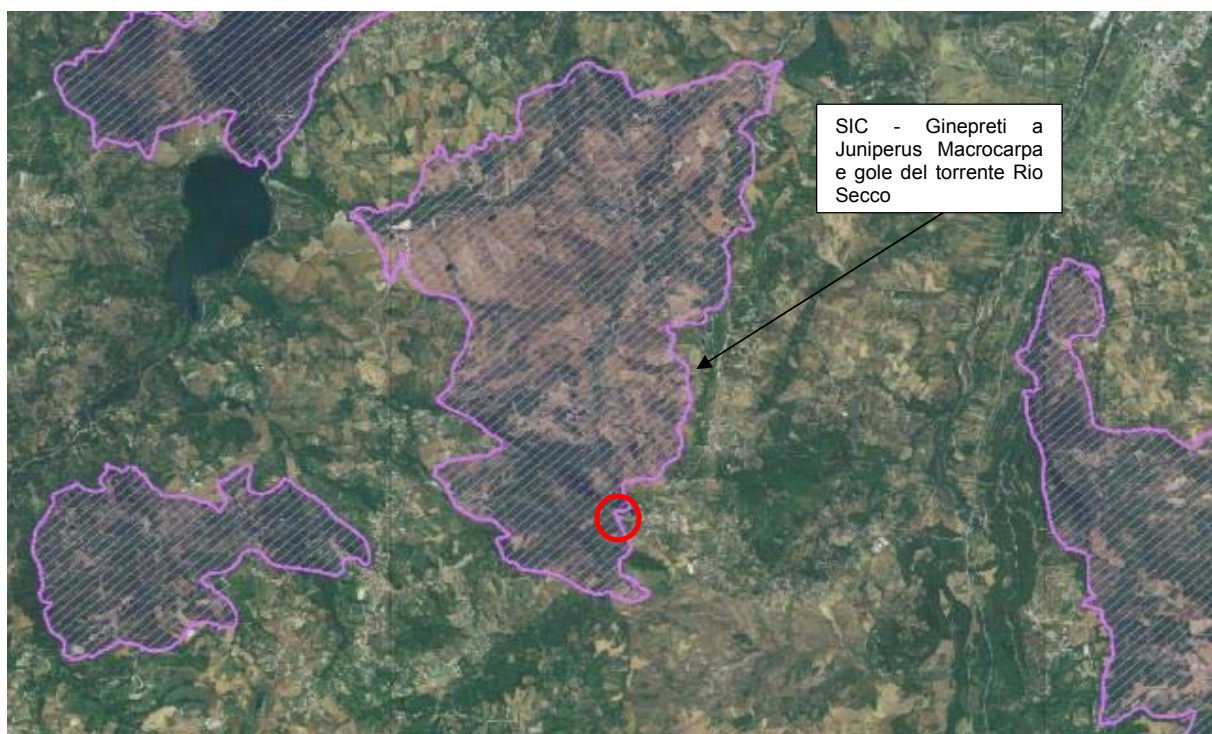 SIC - Ginepreti a
Juniperus Macrocarpa
e gole del torrente Rio
Secco